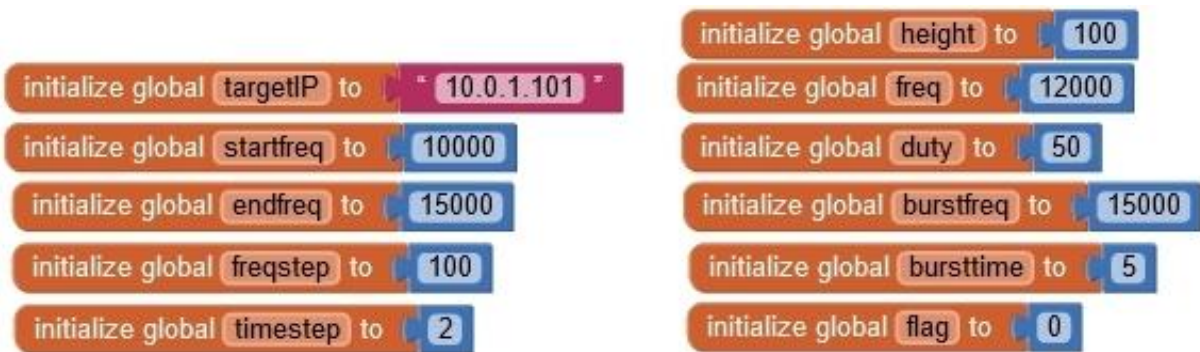 initialize global targetIP to " 10.0.1.101 "
initialize global startfreq to 10000
initialize global endfreq to 15000
initialize global freqstep to 100
initialize global timestep to 2
initialize global height to 100
initialize global freq to 12000
initialize global duty to 50
initialize global burstfreq to 15000
initialize global bursttime to 5
initialize global flag to 0